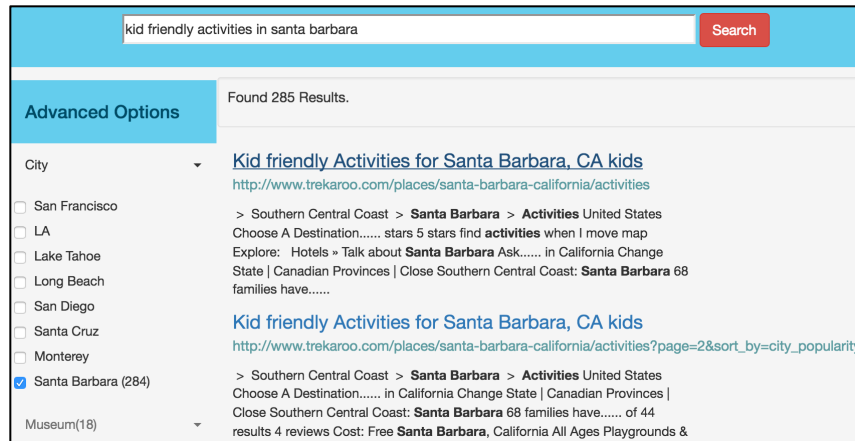 kid friendly activities in santa barbara
Search
Advanced Options
Found 285 Results.
City
San Francisco
LA
Lake Tahoe
Long Beach
San Diego
Santa Cruz
Monterey
Santa Barbara (284)
Museum(18)
Kid friendly Activities for Santa Barbara, CA kids
http://www.trekaroo.com/places/santa-barbara-california/activities
> Southern Central Coast > Santa Barbara > Activities United States
Choose A Destination...... stars 5 stars find activities when I move map
Explore: Hotels » Talk about Santa Barbara Ask...... in California Change
State | Canadian Provinces | Close Southern Central Coast: Santa Barbara 68
families have......
Kid friendly Activities for Santa Barbara, CA kids
http://www.trekaroo.com/places/santa-barbara-california/activities?page=2&sort_by=city_popularity
> Southern Central Coast > Santa Barbara > Activities United States
Choose A Destination...... in California Change State | Canadian Provinces |
Close Southern Central Coast: Santa Barbara 68 families have...... of 44
results 4 reviews Cost: Free Santa Barbara, California All Ages Playgrounds &